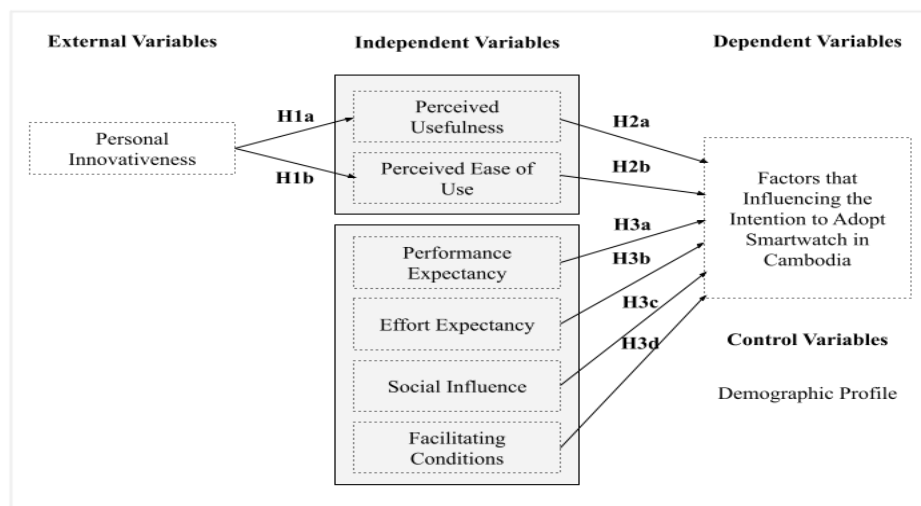 External Variables
Independent Variables
Dependent Variables
Personal
Innovativeness
H1a
H1b
Perceived
Usefulness
Perceived Ease of
Use
H2a
H2b
Performance
Expectancy
Effort Expectancy
Social Influence
Facilitating
Conditions
H3a
H3b
H3c
H3d
Factors that
Influencing the
Intention to Adopt
Smartwatch in
Cambodia
Control Variables
Demographic Profile